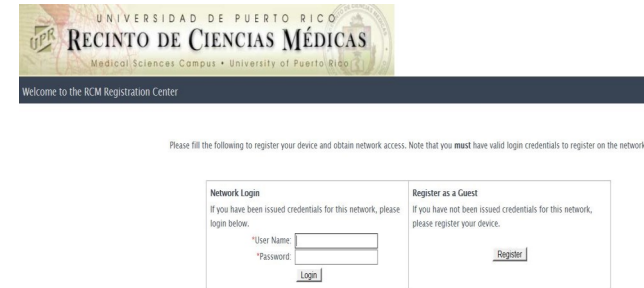 UNIVERSIDAD DE PUERTO RICO
UPR
RECINTO DE CIENCIAS MÉDICAS
Medical Sciences Campus • University of Puerto Rico
Welcome to the RCM Registration Center
Please fill the following to register your device and obtain network access. Note that you must have valid login credentials to register on the network
Network Login
If you have been issued credentials for this network, please
login below.
*User Name:
*Password:
Login
Register as a Guest
If you have not been issued credentials for this network,
please register your device.
Register